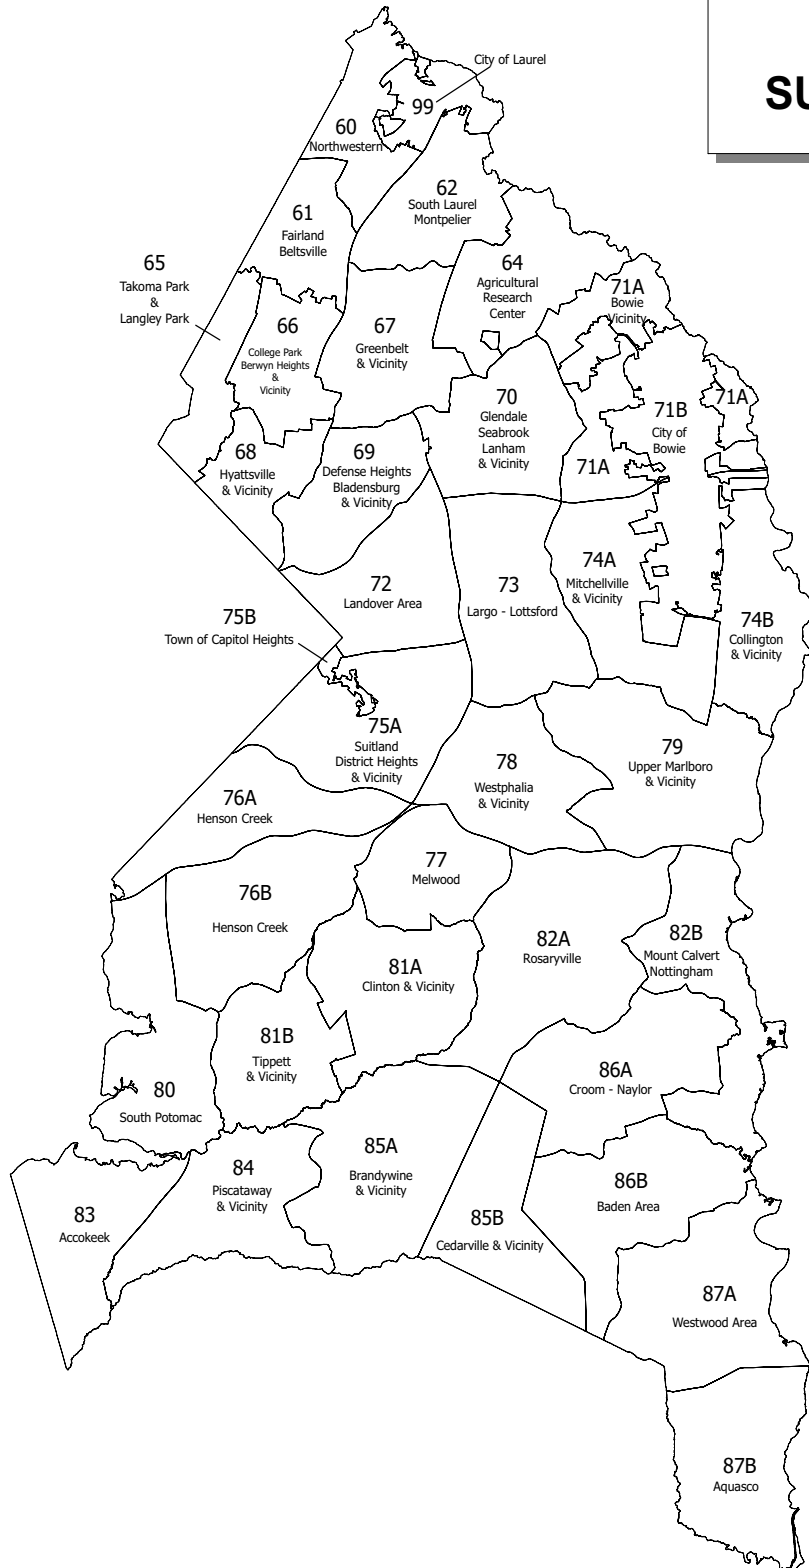 City of Laurel
SU
99
60
Northwestern
62
South Laurel
Montpelier
61
Fairland
Beltsville
65
Takoma Park
&
Langley Park
64
Agricultural
Research
Center
71A
Bowie
Vicinity
66
College Park
Berwyn Heights
&
Vicinity
67
Greenbelt
& Vicinity
70
Glendale
Seabrook
Lanham
& Vicinity
71B
City of
Bowie
71A
68
Hyattsville
& Vicinity
69
Defense Heights
Bladensburg
& Vicinity
71A
72
Landover Area
73
Largo - Lottsford
74A
Mitchellville
& Vicinity
74B
Collington
& Vicinity
75B
Town of Capitol Heights
75A
Suitland
District Heights
& Vicinity
78
Westphalia
& Vicinity
79
Upper Marlboro
& Vicinity
76A
Henson Creek
77
Melwood
76B
Henson Creek
82A
Rosaryville
82B
Mount Calvert
Nottingham
81A
Clinton & Vicinity
81B
Tippett
& Vicinity
86A
Croom - Naylor
80
South Potomac
85A
Brandywine
& Vicinity
84
Piscataway
& Vicinity
86B
Baden Area
83
Accokeek
85B
Cedarville & Vicinity
87A
Westwood Area
87B
Aquasco